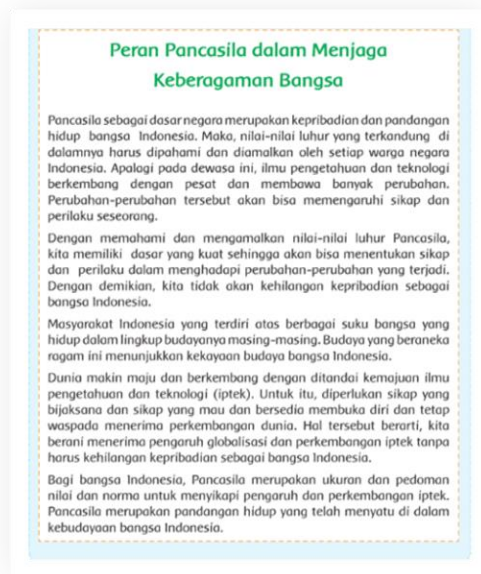 Peran Pancasila dalam Menjaga
Keberagaman Bangsa
Pancasila sebagai dasar negara merupakan kepribadian dan pandangan
hidup bangsa Indonesia. Maka, nilai-nilai luhur yang terkandung di
dalamnya harus dipahami dan diamalkan oleh setiap warga negara
Indonesia. Apalagi pada dewasa ini, ilmu pengetahuan dan teknologi
berkembang dengan pesat dan membawa banyak perubahan.
Perubahan-perubahan tersebut akan bisa memengaruhi sikap dan
perilaku seseorang.
Dengan memahami dan mengamalkan nilai-nilai luhur Pancasila,
kita memiliki dasar yang kuat sehingga akan bisa menentukan sikap
dan perilaku dalam menghadapi perubahan-perubahan yang terjadi.
Dengan demikian, kita tidak akan kehilangan kepribadian sebagai
bangsa Indonesia.
Masyarakat Indonesia yang terdiri atas berbagai suku bangsa yang
hidup dalam lingkup budayanya masing-masing. Budaya yang beraneka
ragam ini menunjukkan kekayaan budaya bangsa Indonesia.
Dunia makin maju dan berkembang dengan ditandai kemajuan ilmu
pengetahuan dan teknologi (iptek). Untuk itu, diperlukan sikap yang
bijaksana dan sikap yang mau dan bersedia membuka diri dan tetap
waspada menerima perkembangan dunia. Hal tersebut berarti, kita
berani menerima pengaruh globalisasi dan perkembangan iptek tanpa
harus kehilangan kepribadian sebagai bangsa Indonesia.
Bagi bangsa Indonesia, Pancasila merupakan ukuran dan pedoman
nilai dan norma untuk menyikapi pengaruh dan perkembangan iptek.
Pancasila merupakan pandangan hidup yang telah menyatu di dalam
kebudayaan bangsa Indonesia.